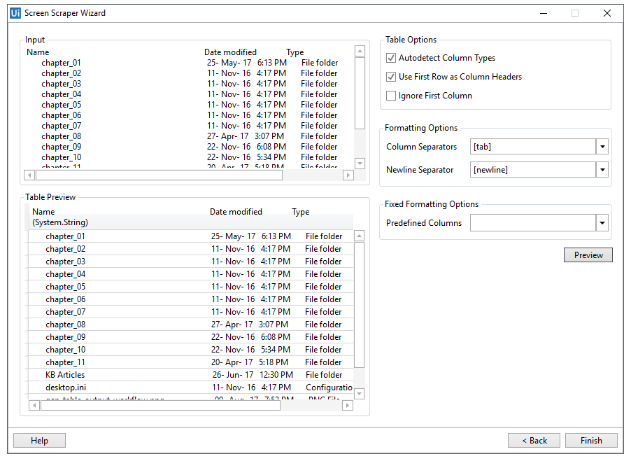 Ui Screen Scraper Wizard
Input
Name Date modified Type
chapter_01 25- May- 17 6:13 PM File folder
chapter_02 11- Nov- 16 4:17 PM File folder
chapter_03 11- Nov- 16 4:17 PM File folder
chapter_04 11- Nov- 16 4:17 PM File folder
chapter_05 11- Nov- 16 4:17 PM File folder
chapter_06 11- Nov- 16 4:17 PM File folder
chapter_07 11- Nov- 16 4:17 PM File folder
chapter_08 27- Apr- 17 3:07 PM File folder
chapter_09 22- Nov- 16 6:08 PM File folder
chapter_10 22- Nov- 16 5:34 PM File folder
chapter_11 20- Apr- 17 5:18 PM File folder
Table Preview
Name Date modified Type
(System.String)
chapter_01 25- May- 17 6:13 PM File folder
chapter_02 11- Nov- 16 4:17 PM File folder
chapter_03 11- Nov- 16 4:17 PM File folder
chapter_04 11- Nov- 16 4:17 PM File folder
chapter_05 11- Nov- 16 4:17 PM File folder
chapter_06 11- Nov- 16 4:17 PM File folder
chapter_07 11- Nov- 16 4:17 PM File folder
chapter_08 27- Apr- 17 3:07 PM File folder
chapter_09 22- Nov- 16 6:08 PM File folder
chapter_10 22- Nov- 16 5:34 PM File folder
chapter_11 20- Apr- 17 5:18 PM File folder
KB Articles 26- Jun- 17 12:30 PM File folder
desktop.ini 11- Nov- 16 4:17 PM Configuratio
Table Options
Autodetect Column Types
Use First Row as Column Headers
Ignore First Column
Formatting Options
Column Separators [tab]
Newline Separator [newline]
Fixed Formatting Options
Predefined Columns
Preview
Help
< Back
Finish